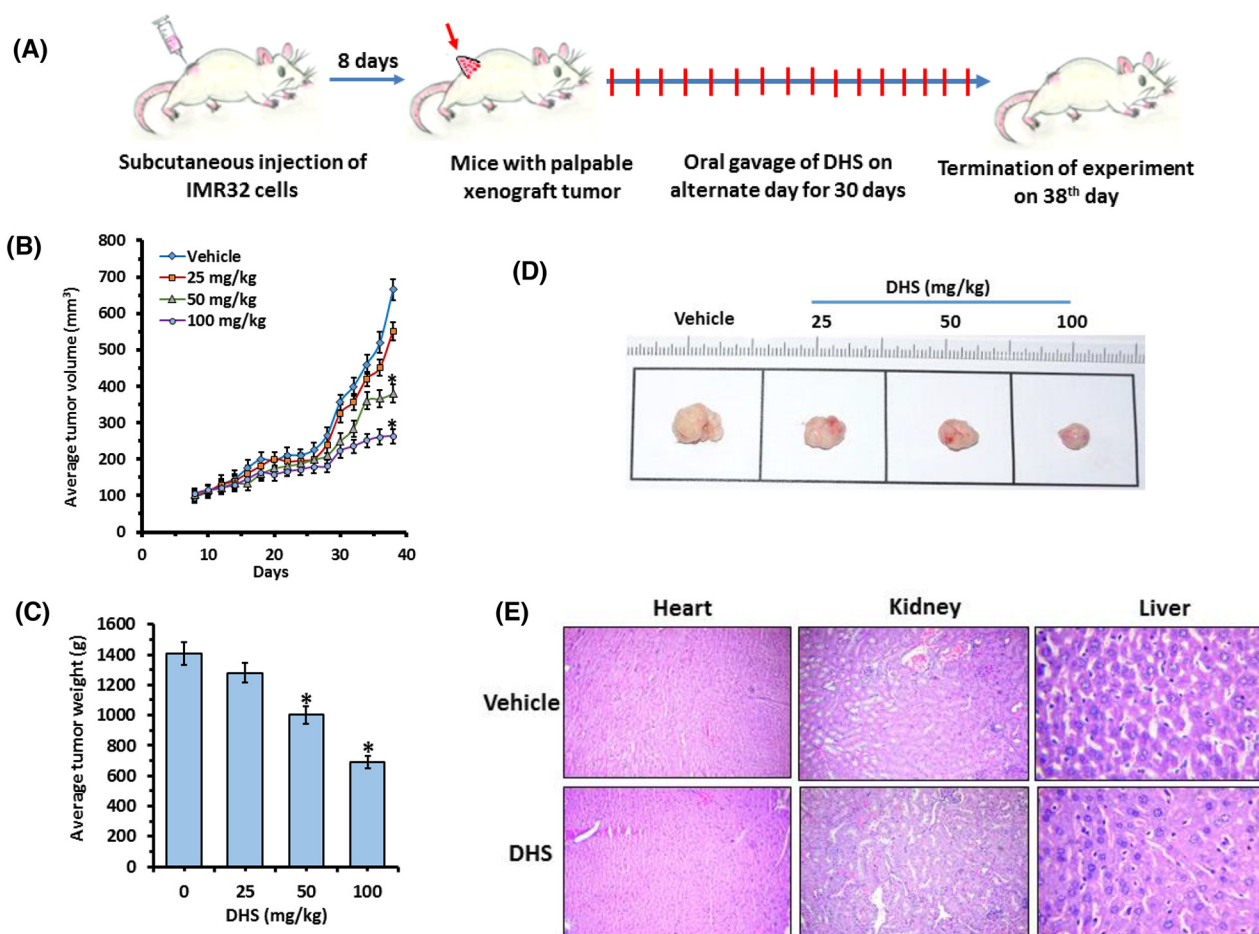 (A)
8 days
Subcutaneous injection of
IMR32 cells
Mice with palpable
xenograft tumor
Oral gavage of DHS on
alternate day for 30 days
Termination of experiment
on 38th day
(B)
Average tumor volume (mm³)
800
700
600
500
400
300
200
100
0
0 10 20 30 40
Days
Vehicle
25 mg/kg
50 mg/kg
100 mg/kg
*
*
(D)
DHS (mg/kg)
Vehicle 25 50 100
(C)
Average tumor weight (g)
1600
1400
1200
1000
800
600
400
200
0
*
*
0 25 50 100
DHS (mg/kg)
(E)
Heart Kidney Liver
Vehicle
DHS